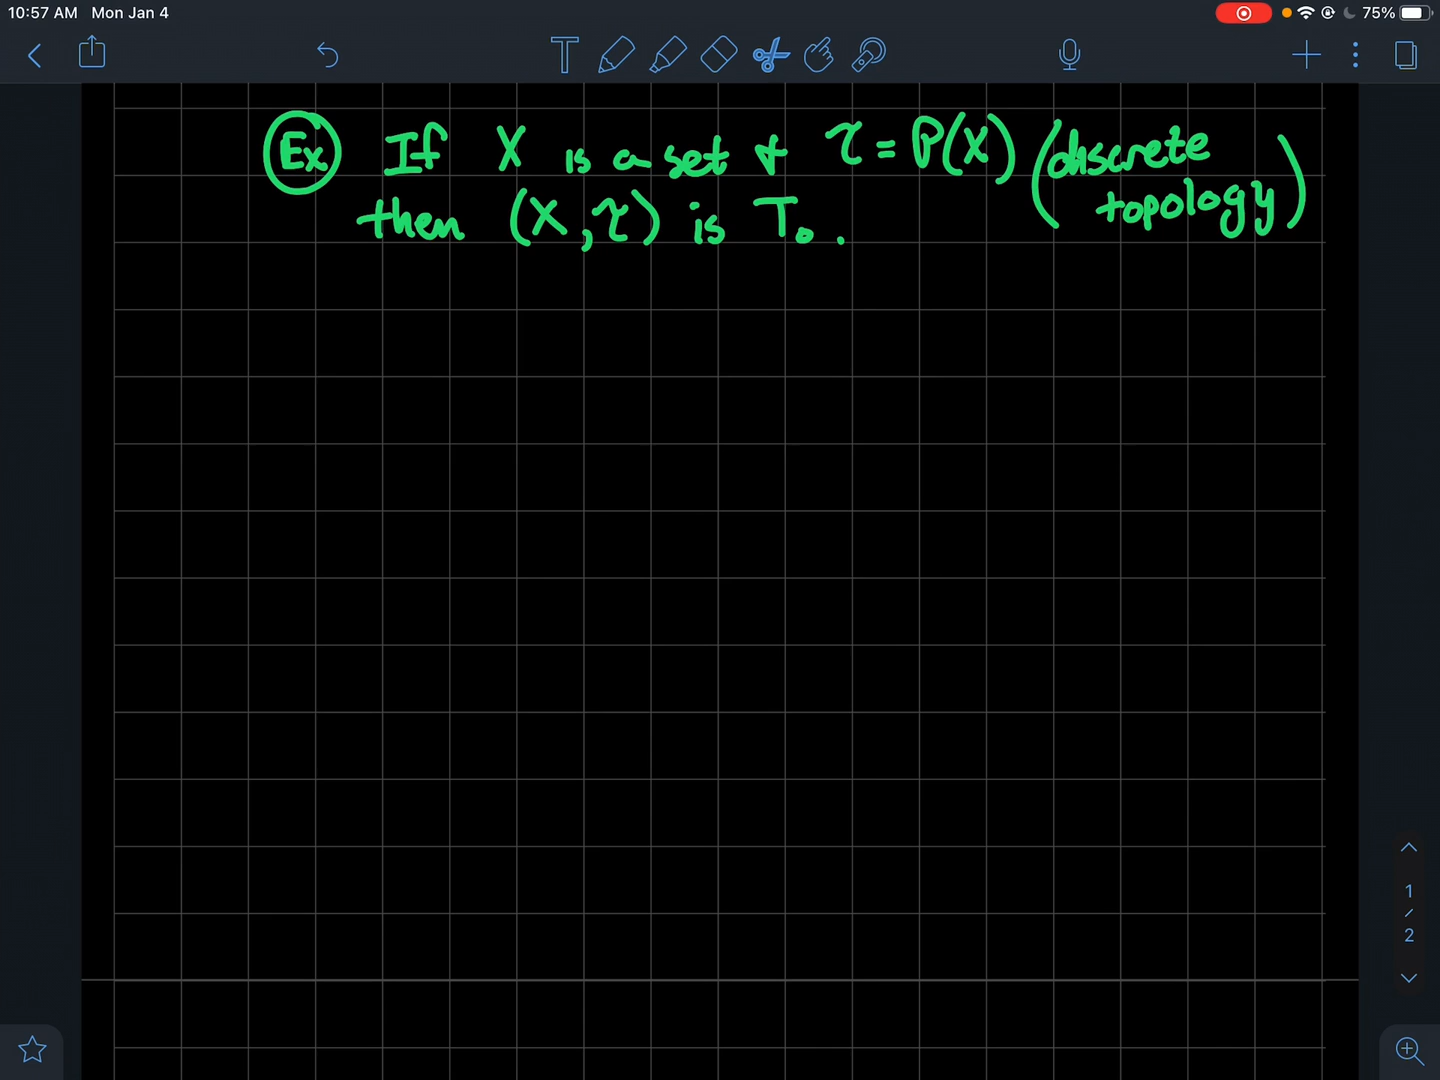 10:57 AM Mon Jan 4
75%
Ex If X is a set & τ = P(X) (discrete topology)
then (X, τ) is T₀.
1
/
2